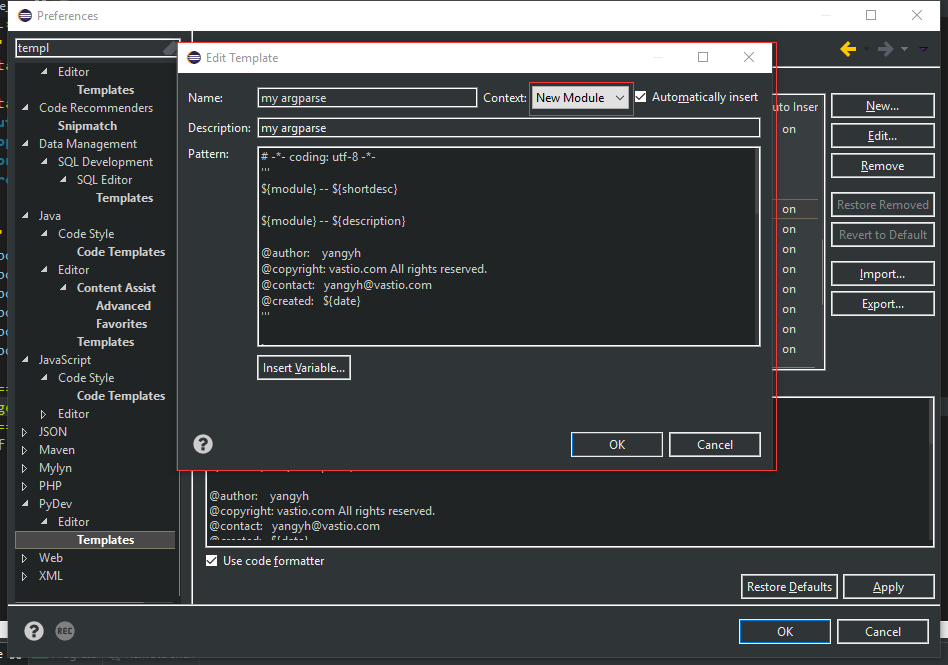 Preferences
templ
Editor
Templates
Code Recommenders
Snipmatch
Data Management
SQL Development
SQL Editor
Templates
Java
Code Style
Code Templates
Editor
Content Assist
Advanced
Favorites
Templates
JavaScript
Code Style
Code Templates
Editor
JSON
Maven
Mylyn
PHP
PyDev
Editor
Templates
Web
XML
Edit Template
Name:
my argparse
Context:
New Module
Automatically insert
Description:
my argparse
Pattern:
# -*- coding: utf-8 -*-
'''
${module} -- ${shortdesc}
${module} -- ${description}
@author: yangyh
@copyright: vastio.com All rights reserved.
@contact: yangyh@vastio.com
@created: ${date}
'''
Insert Variable...
OK
Cancel
on
on
on
on
on
on
on
on
on
New...
Edit...
Remove
Restore Removed
Revert to Default
Import...
Export...
@author: yangyh
@copyright: vastio.com All rights reserved.
@contact: yangyh@vastio.com
Use code formatter
Restore Defaults
Apply
REC
OK
Cancel